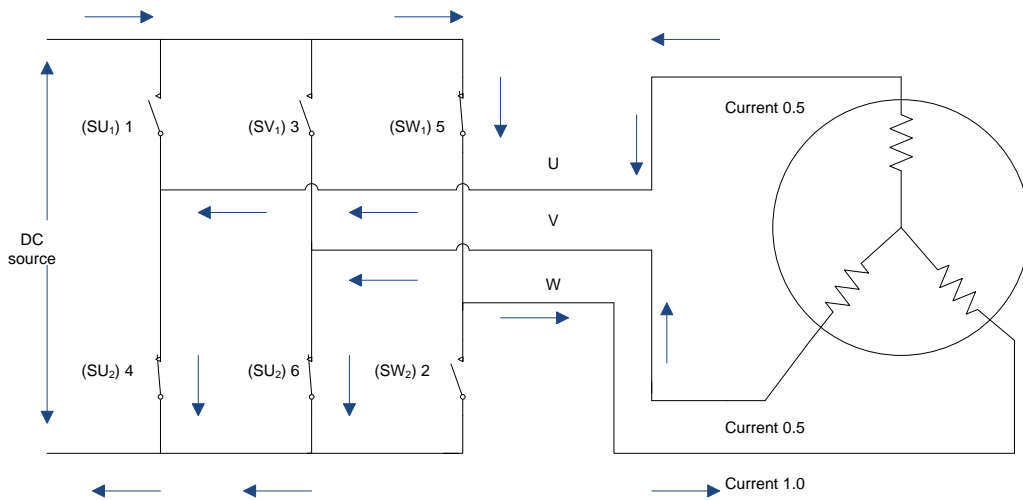 Current 0.5
(SU₁) 1
(SV₁) 3
(SW₁) 5
U
V
DC
source
W
(SU₂) 4
(SU₂) 6
(SW₂) 2
Current 0.5
Current 1.0